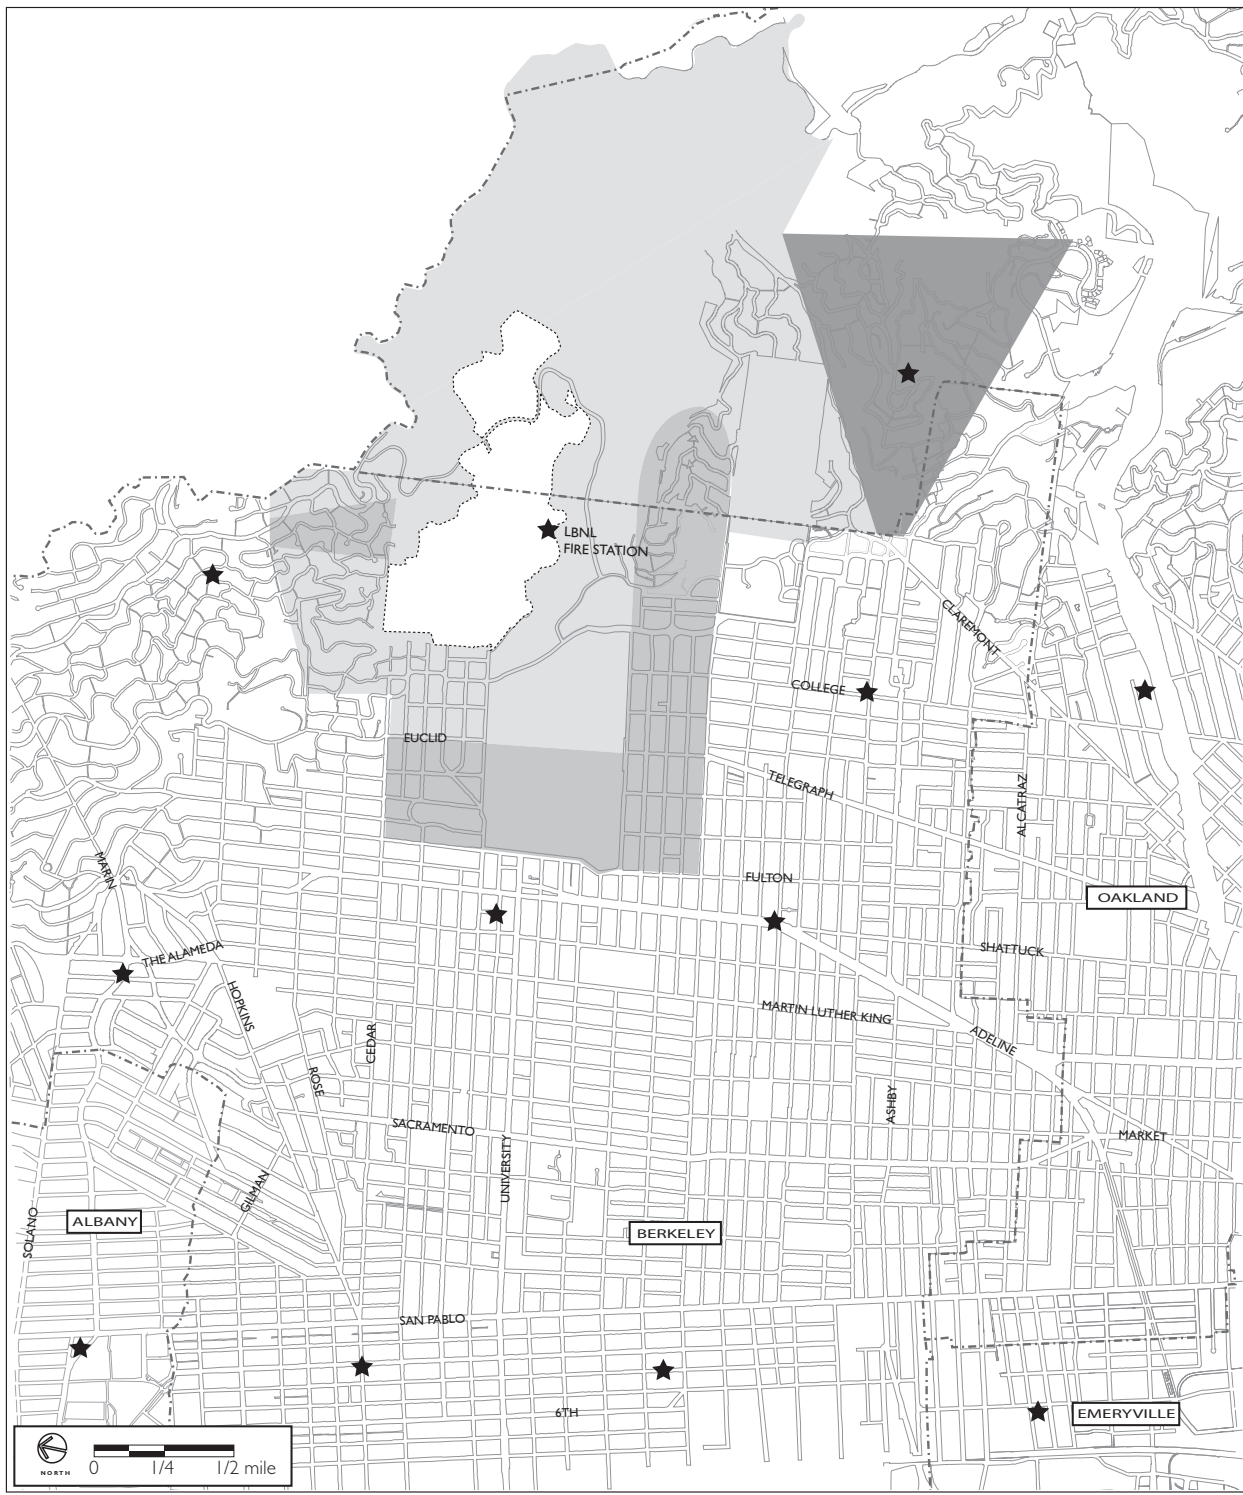 LBNL
FIRE STATION
CLAREMONT
COLLEGE
EUCLID
TELEGRAPH
ALCATRAZ
MARIN
FULTON
OAKLAND
THE ALAMEDA
SHATTUCK
HOPKINS
MARTIN LUTHER KING
CEDAR
ADELINE
ROSE
ASHBY
SACRAMENTO
MARKET
UNIVERSITY
GILMAN
SOLANO
ALBANY
BERKELEY
SAN PABLO
6TH
EMERYVILLE
NORTH
0 1/4 1/2 mile